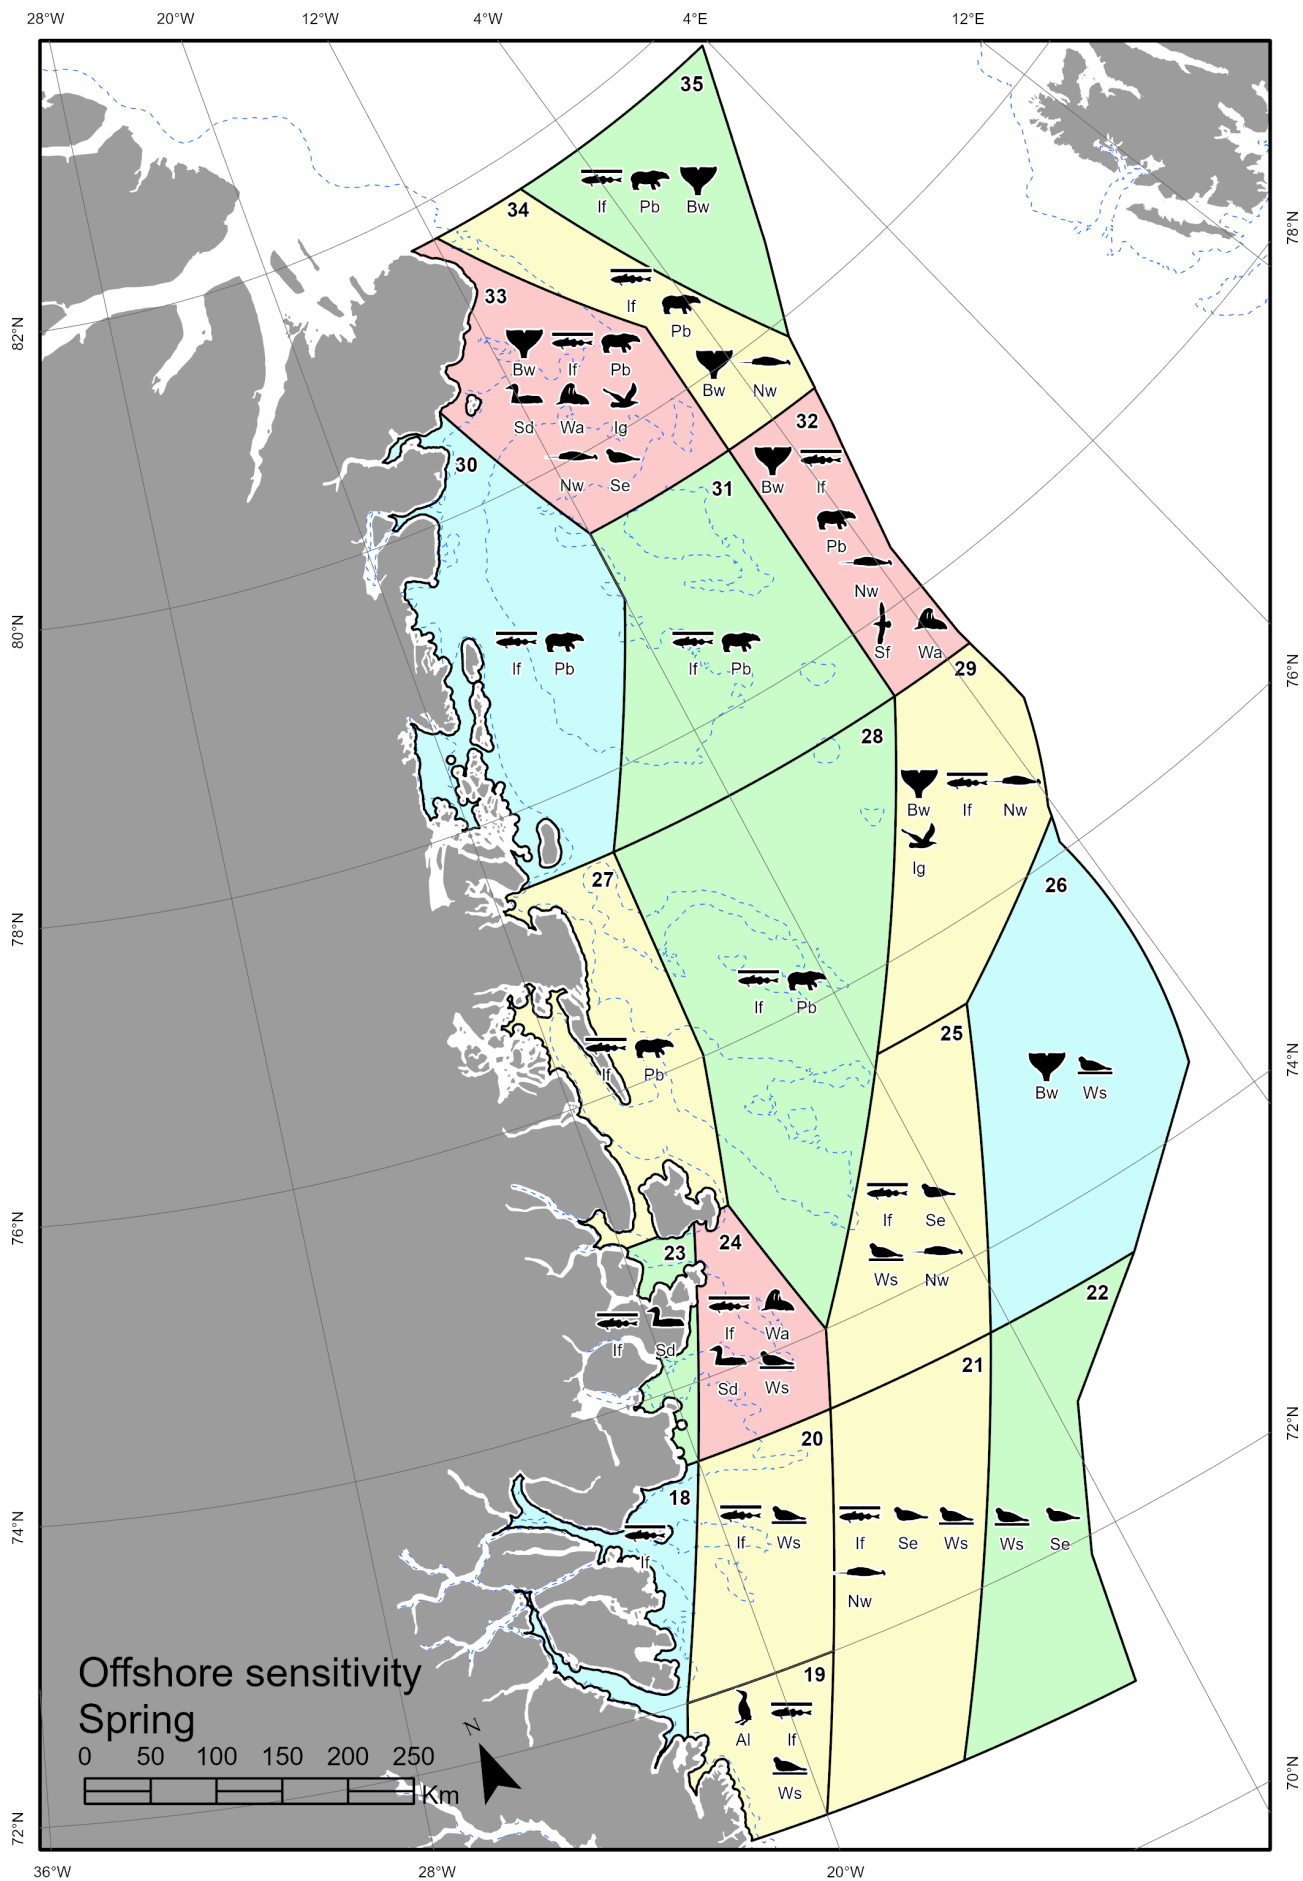 28°W 20°W 12°W 4°W 4°E 12°E
35
If Pb Bw
34
78°N
If
33
Pb
82°N
Bw If Pb
Bw Nw
Sd Wa Ig
32
30
Nw Se
31
Bw If
Pb
Nw
80°N
If Pb
If Pb
Sf Wa
29
76°N
28
Bw If Nw
Ig
27
26
78°N
If Pb
25
If Pb
74°N
Bw Ws
76°N
If Se
23
24
Ws Nw
22
If Sd
If Wa
21
Sd Ws
72°N
20
18
74°N
If
If Ws
If Se Ws
Ws Se
Nw
Offshore sensitivity
19
Spring
N
Al If
0 50 100 150 200 250
Km
Ws
70°N
72°N
36°W 28°W 20°W